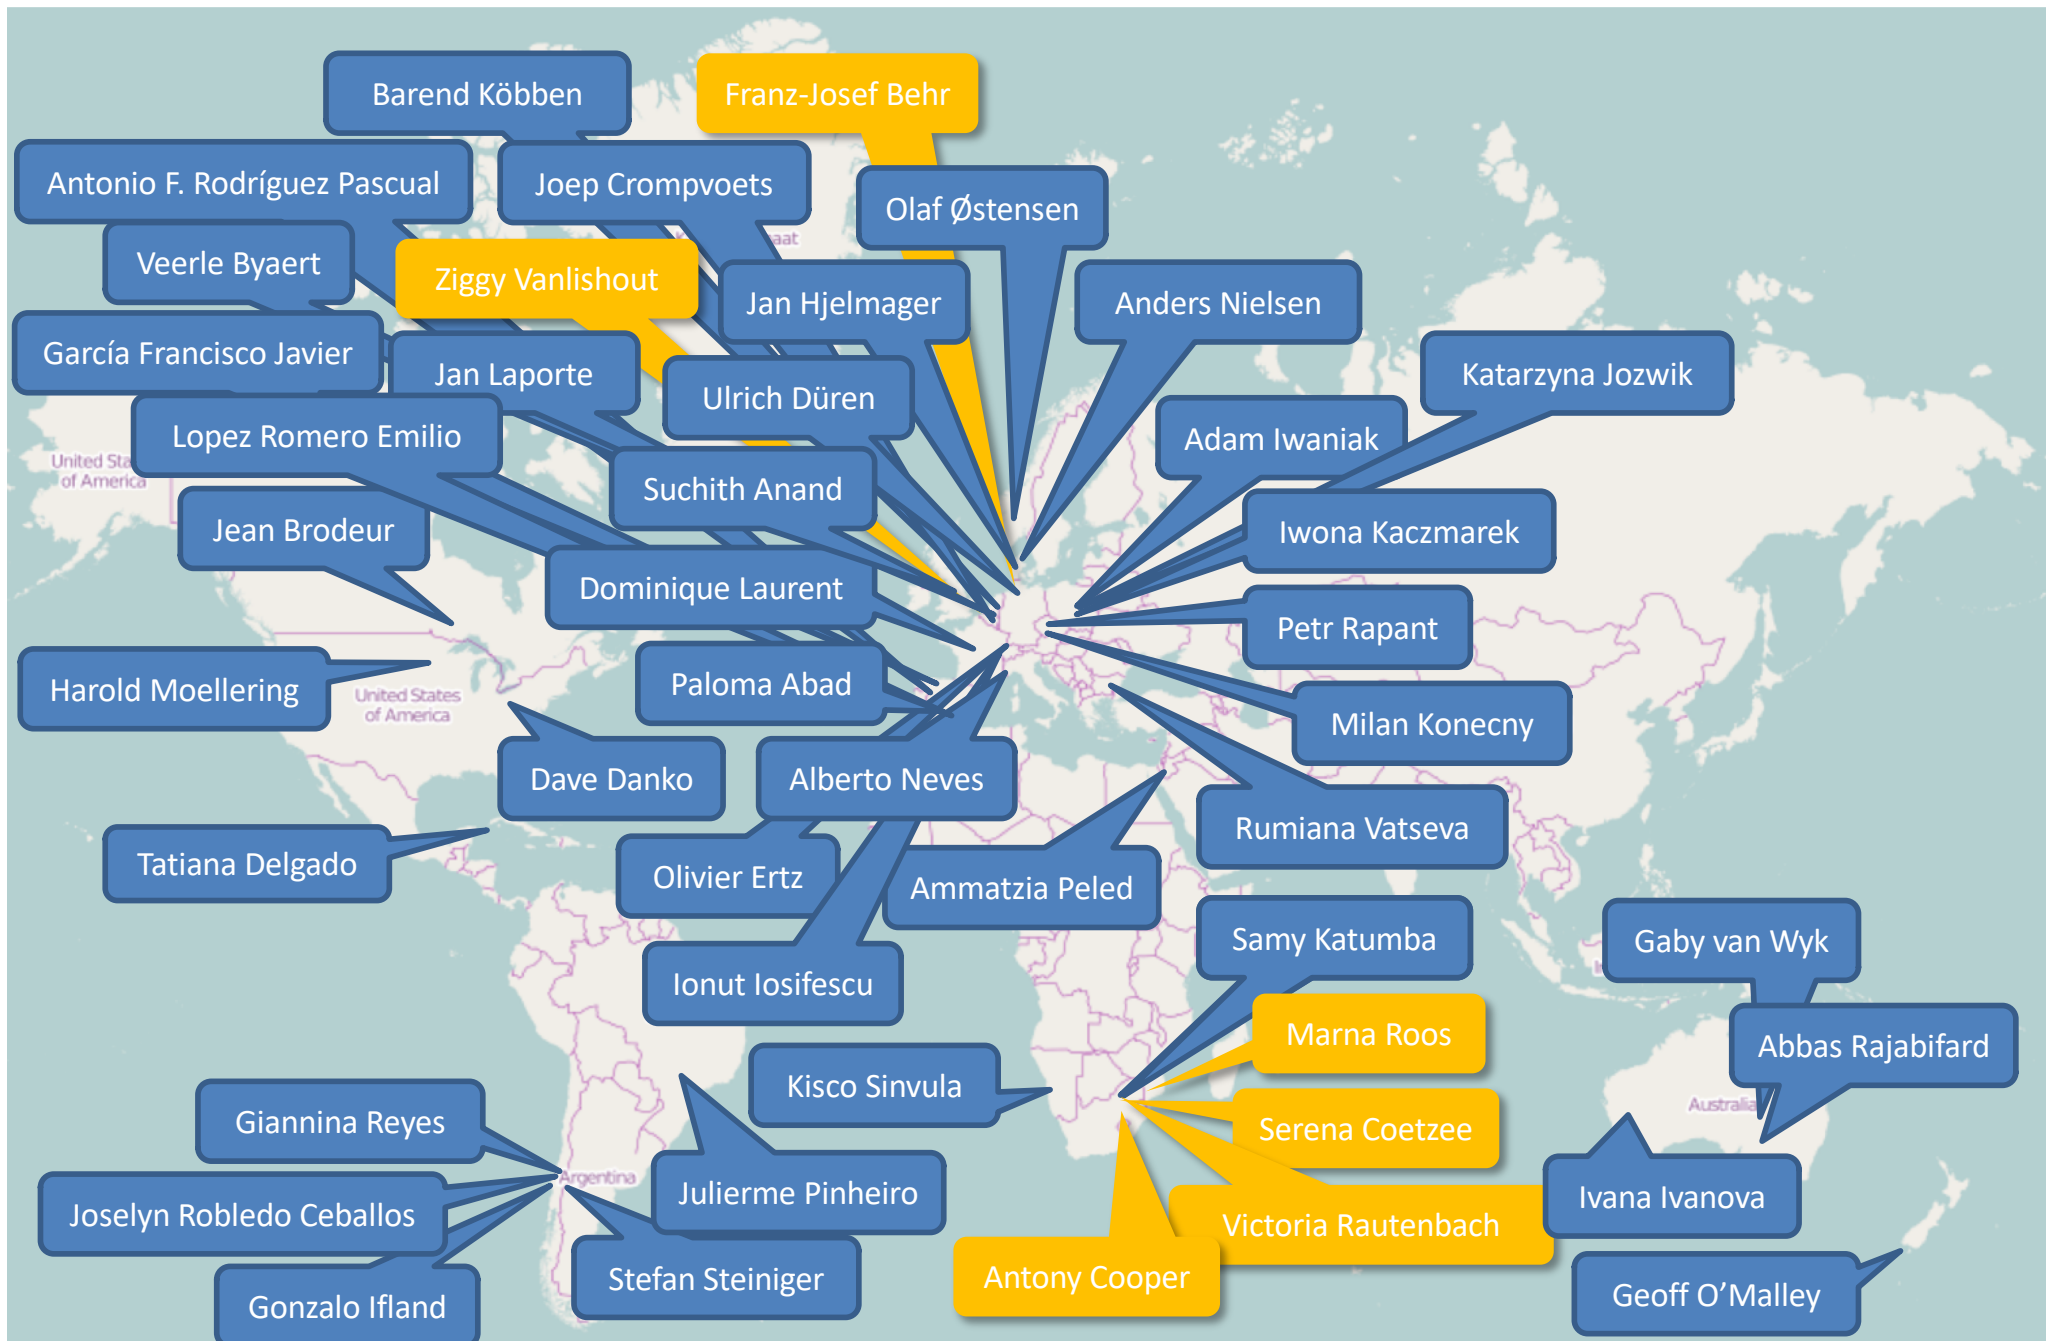 Barend Köbben
Franz-Josef Behr
Antonio F. Rodríguez Pascual
Joep Crompvoets
Olaf Østensen
aat
Veerle Byaert
Ziggy Vanlishout
Jan Hjelmager
Anders Nielsen
García Francisco Javier
Jan Laporte
Ulrich Düren
Katarzyna Jozwik
Lopez Romero Emilio
Adam Iwaniak
United Sta
of America
Suchith Anand
Jean Brodeur
Iwona Kaczmarek
Dominique Laurent
Petr Rapant
Harold Moellering
United States
of America
Paloma Abad
Milan Konecny
Dave Danko
Alberto Neves
Rumiana Vatseva
Tatiana Delgado
Olivier Ertz
Ammatzia Peled
Samy Katumba
Gaby van Wyk
Ionut Iosifescu
Marna Roos
Abbas Rajabifard
Kisco Sinvula
Australia
Giannina Reyes
Serena Coetzee
Argentina
Julierme Pinheiro
Ivana Ivanova
Joselyn Robledo Ceballos
Victoria Rautenbach
Stefan Steiniger
Antony Cooper
Geoff O’Malley
Gonzalo Ifland